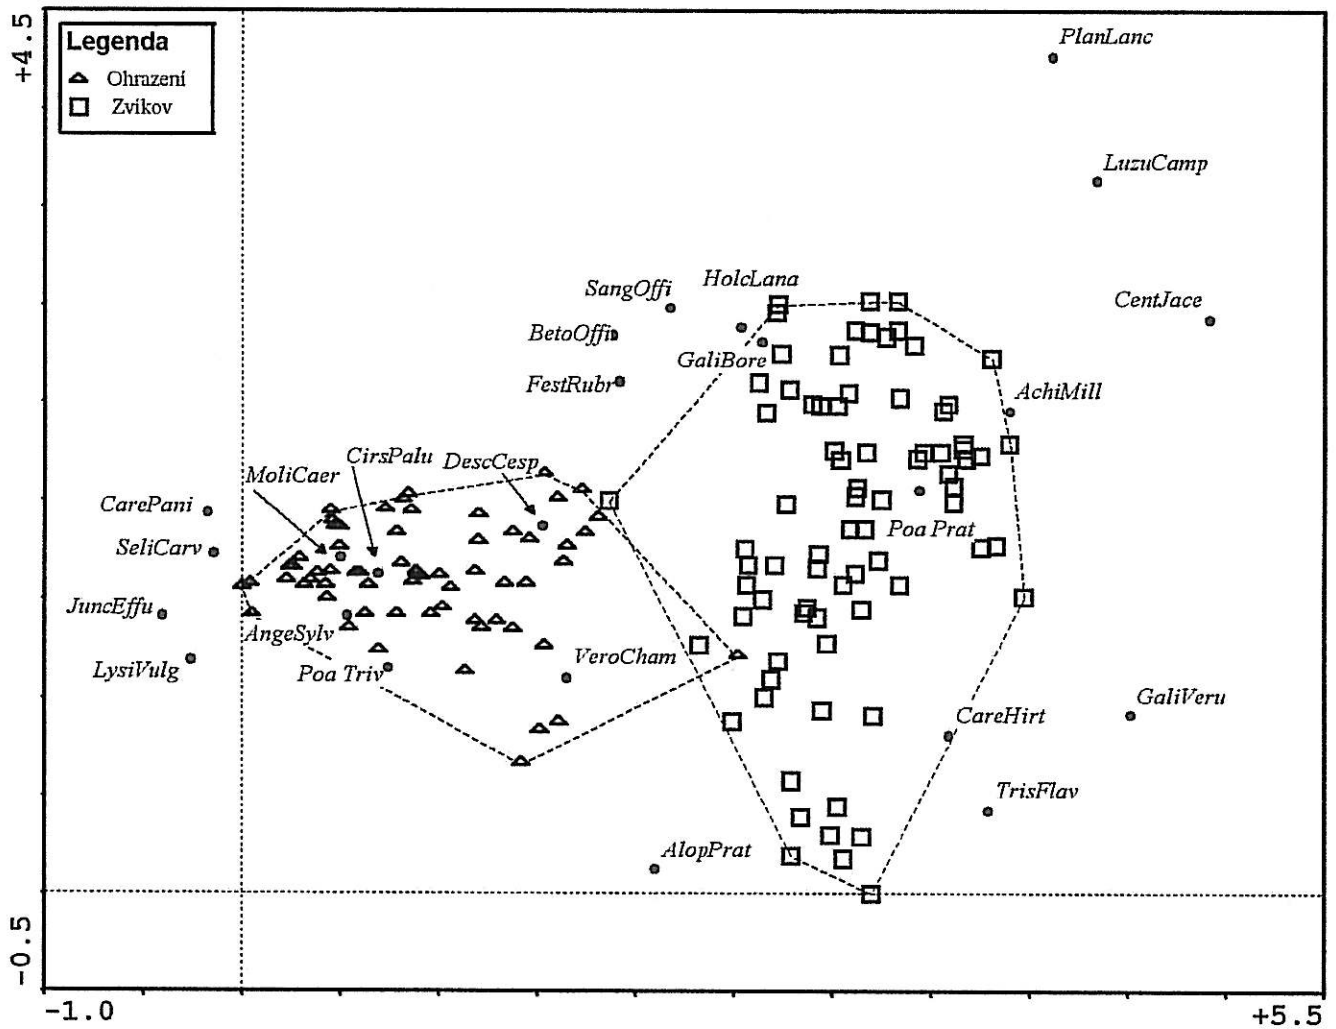 +4.5
Legenda
Ohrazení
Zvikov
PlanLanc
LuzuCamp
CentJace
SangOffi
HolcLana
BetoOffi
GaliBore
FestRubr
AchiMill
CirsPalu
DescCesp
MoliCaer
CarePani
Poa Prat
SeliCarv
JuncEffu
AngeSylv
LysiVulg
Poa Triv
VeroCham
GaliVeru
CareHirt
TrisFlav
AlopPrat
-0.5
-1.0
+5.5